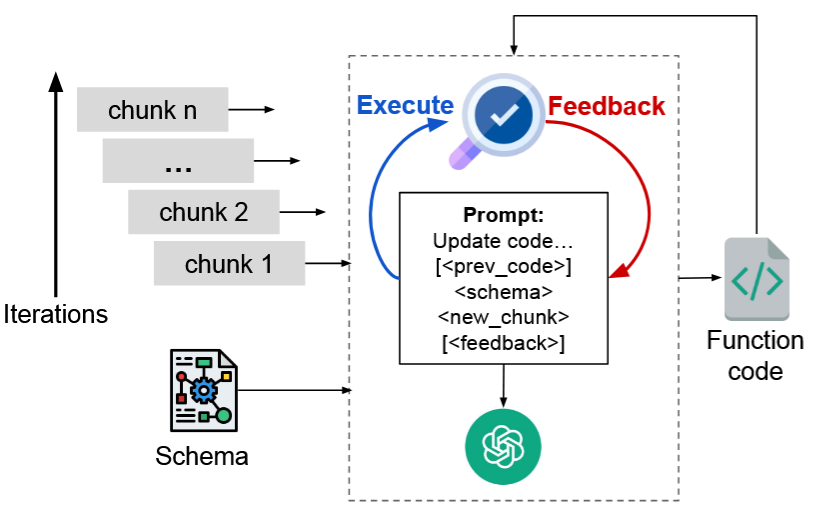 Execute
Feedback
chunk n
...
chunk 2
chunk 1
Iterations
Schema
Prompt:
Update code…
[<prev_code>]
<schema>
<new_chunk>
[<feedback>]
</>
Function
code